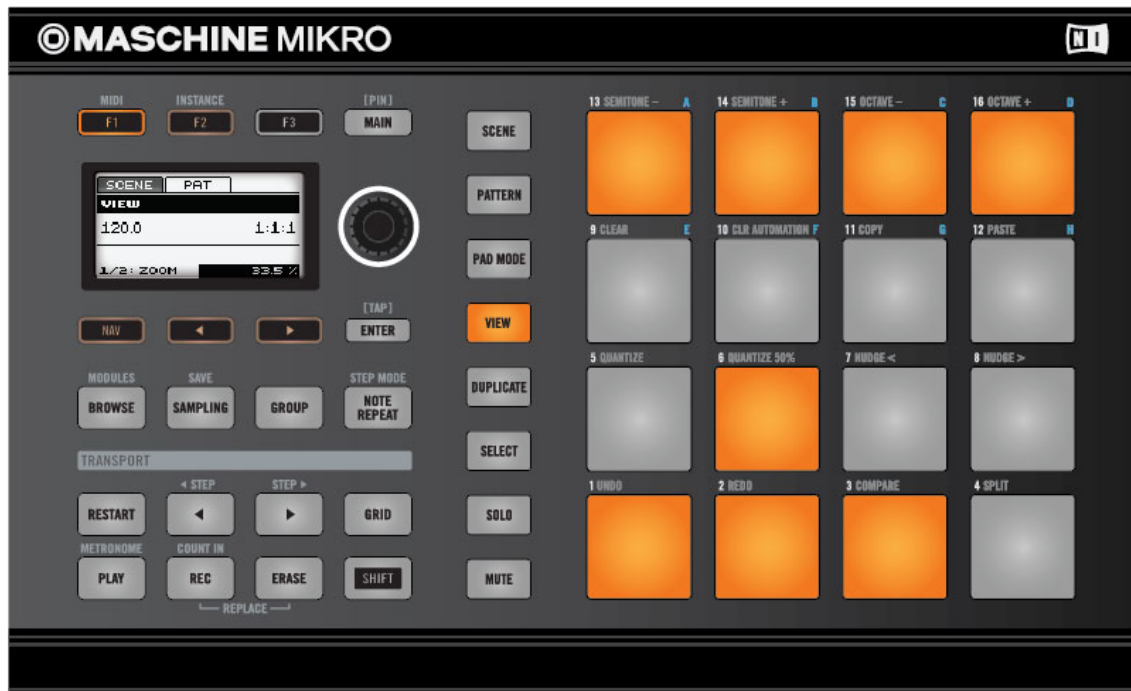 MASCHINE MIKRO
NI
MIDI INSTANCE [PIN]
F1 F2 F3 MAIN
SCENE PAT
VIEW
120.0 1:1:1
1/2: ZOOM 33.5 %
[TAP]
NAV ◀ ▶ ENTER
MODULES SAVE STEP MODE
BROWSE SAMPLING GROUP NOTE REPEAT
TRANSPORT
◀ STEP STEP ▶
RESTART ◀ ▶ GRID
METRONOME COUNT IN
PLAY REC ERASE SHIFT
REPLACE
SCENE
PATTERN
PAD MODE
VIEW
DUPLICATE
SELECT
SOLO
MUTE
13 SEMITONE – A 14 SEMITONE + B 15 OCTAVE – C 16 OCTAVE + D
9 CLEAR E 10 CLR AUTOMATION F 11 COPY G 12 PASTE H
5 QUANTIZE 6 QUANTIZE 50% 7 NUDGE < 8 NUDGE >
1 UNDO 2 REDO 3 COMPARE 4 SPLIT